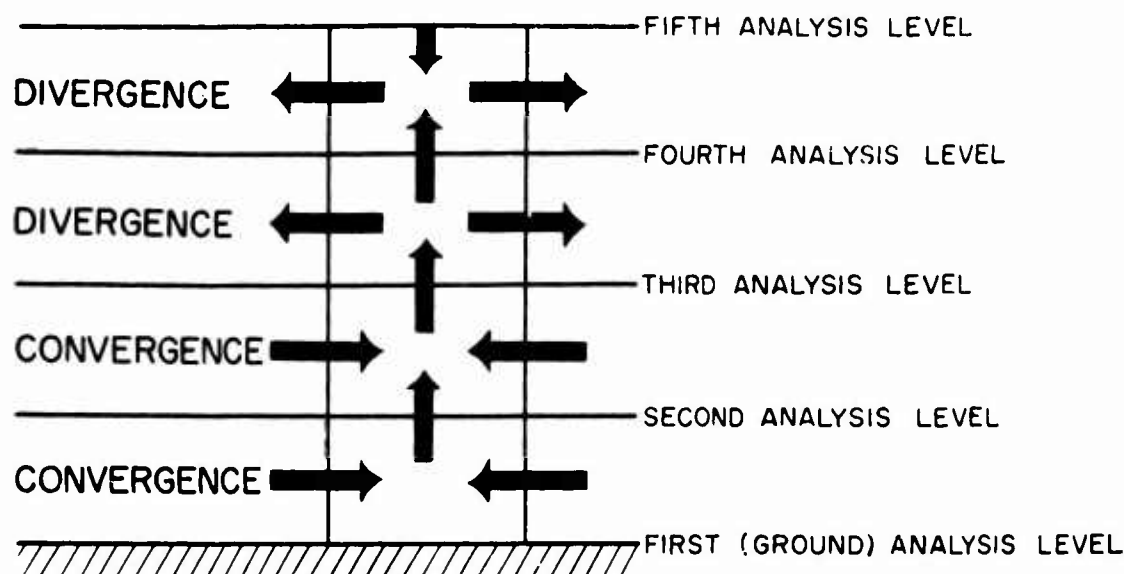 FIFTH ANALYSIS LEVEL
DIVERGENCE
FOURTH ANALYSIS LEVEL
DIVERGENCE
THIRD ANALYSIS LEVEL
CONVERGENCE
SECOND ANALYSIS LEVEL
CONVERGENCE
FIRST (GROUND) ANALYSIS LEVEL